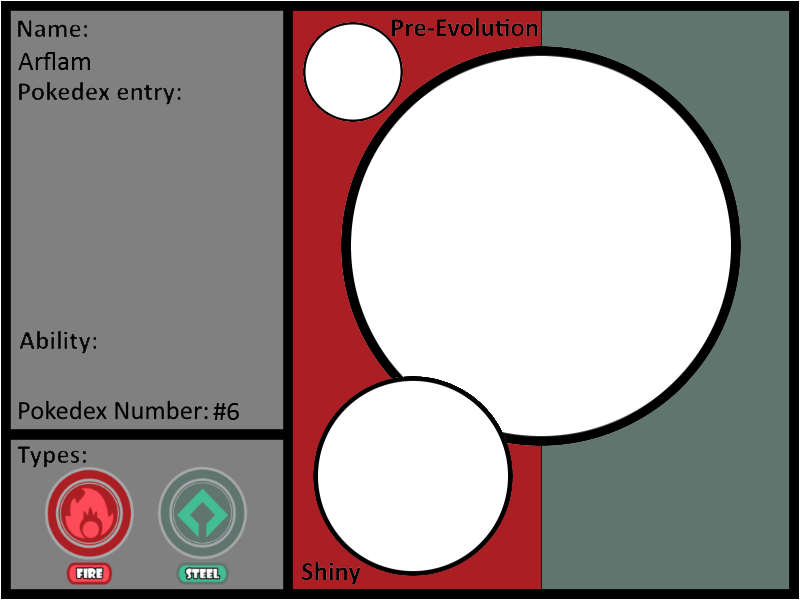 Name:
Arflam
Pokedex entry:
Ability:
Pokedex Number: #6
Types:
FIRE
STEEL
Pre-Evolution
Shiny